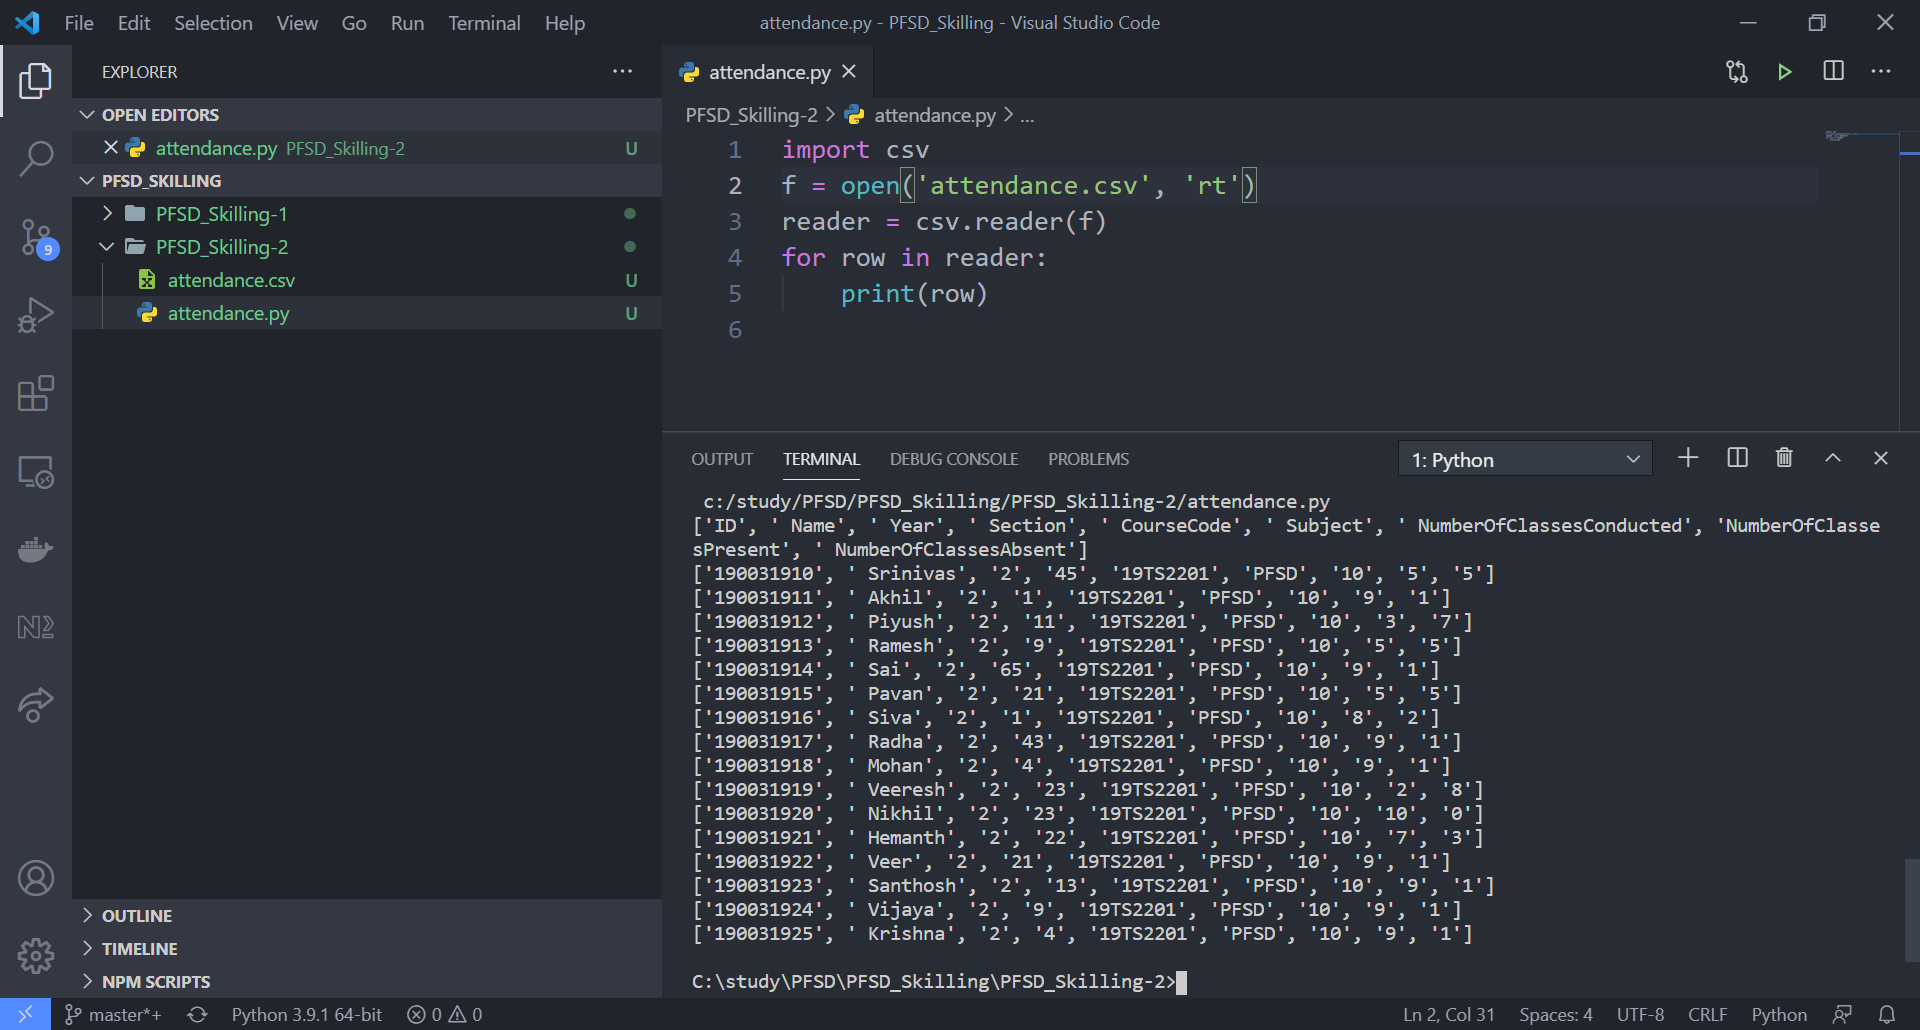 File Edit Selection View Go Run Terminal Help
attendance.py - PFSD_Skilling - Visual Studio Code
EXPLORER
OPEN EDITORS
attendance.py PFSD_Skilling-2 U
PFSD_SKILLING
PFSD_Skilling-1
PFSD_Skilling-2
attendance.csv U
attendance.py U
9
OUTLINE
TIMELINE
NPM SCRIPTS
attendance.py
PFSD_Skilling-2 > attendance.py > ...
1 import csv
2 f = open('attendance.csv', 'rt')
3 reader = csv.reader(f)
4 for row in reader:
5     print(row)
6
OUTPUT TERMINAL DEBUG CONSOLE PROBLEMS
1: Python
c:/study/PFSD/PFSD_Skilling/PFSD_Skilling-2/attendance.py
['ID', ' Name', ' Year', ' Section', ' CourseCode', ' Subject', ' NumberOfClassesConducted', 'NumberOfClasse
sPresent', ' NumberOfClassesAbsent']
['190031910', ' Srinivas', '2', '45', '19TS2201', 'PFSD', '10', '5', '5']
['190031911', ' Akhil', '2', '1', '19TS2201', 'PFSD', '10', '9', '1']
['190031912', ' Piyush', '2', '11', '19TS2201', 'PFSD', '10', '3', '7']
['190031913', ' Ramesh', '2', '9', '19TS2201', 'PFSD', '10', '5', '5']
['190031914', ' Sai', '2', '65', '19TS2201', 'PFSD', '10', '9', '1']
['190031915', ' Pavan', '2', '21', '19TS2201', 'PFSD', '10', '5', '5']
['190031916', ' Siva', '2', '1', '19TS2201', 'PFSD', '10', '8', '2']
['190031917', ' Radha', '2', '43', '19TS2201', 'PFSD', '10', '9', '1']
['190031918', ' Mohan', '2', '4', '19TS2201', 'PFSD', '10', '9', '1']
['190031919', ' Veeresh', '2', '23', '19TS2201', 'PFSD', '10', '2', '8']
['190031920', ' Nikhil', '2', '23', '19TS2201', 'PFSD', '10', '10', '0']
['190031921', ' Hemanth', '2', '22', '19TS2201', 'PFSD', '10', '7', '3']
['190031922', ' Veer', '2', '21', '19TS2201', 'PFSD', '10', '9', '1']
['190031923', ' Santhosh', '2', '13', '19TS2201', 'PFSD', '10', '9', '1']
['190031924', ' Vijaya', '2', '9', '19TS2201', 'PFSD', '10', '9', '1']
['190031925', ' Krishna', '2', '4', '19TS2201', 'PFSD', '10', '9', '1']
C:\study\PFSD\PFSD_Skilling\PFSD_Skilling-2>
master*+ Python 3.9.1 64-bit 0 0 Ln 2, Col 31 Spaces: 4 UTF-8 CRLF Python